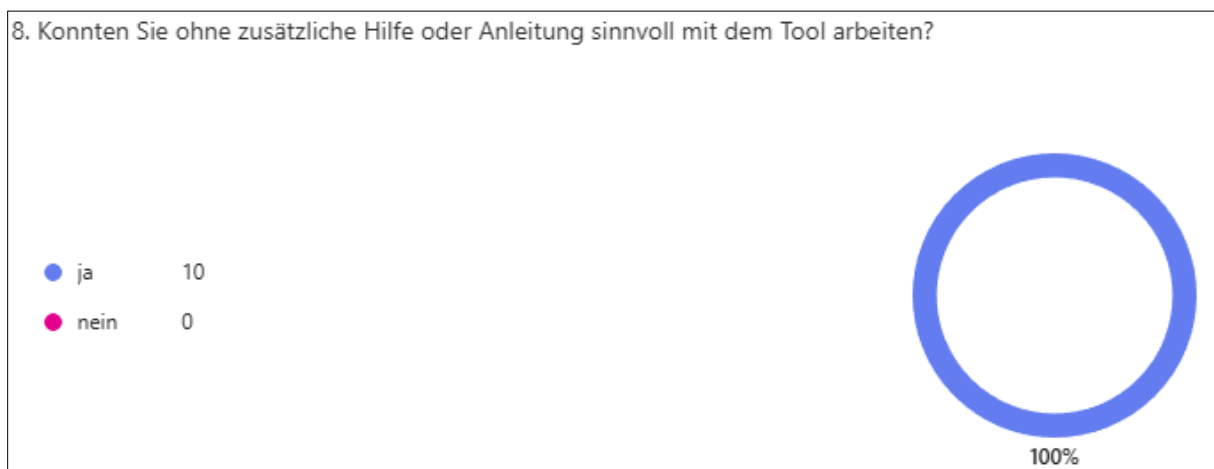 8. Konnten Sie ohne zusätzliche Hilfe oder Anleitung sinnvoll mit dem Tool arbeiten?
ja 10
nein 0
100%